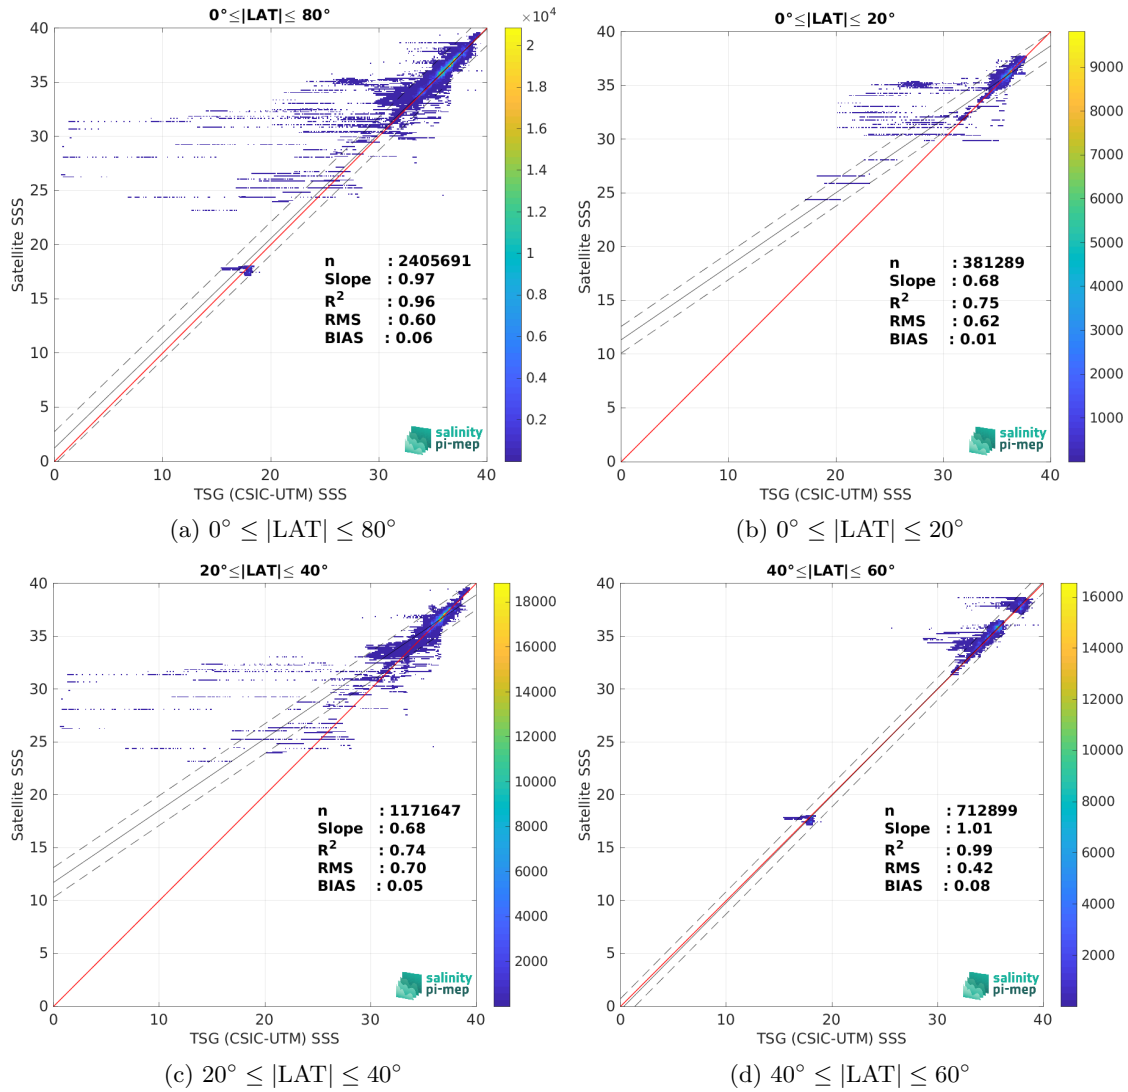 0°≤|LAT|≤ 80°
×10⁴
40
35
30
25
20
15
10
5
0
0
10
20
30
40
Satellite SSS
TSG (CSIC-UTM) SSS
n : 2405691
Slope : 0.97
R² : 0.96
RMS : 0.60
BIAS : 0.06
salinity
pi-mep
2
1.8
1.6
1.4
1.2
1
0.8
0.6
0.4
0.2
(a) 0° ≤ |LAT| ≤ 80°
0°≤|LAT|≤ 20°
40
35
30
25
20
15
10
5
0
0
10
20
30
40
Satellite SSS
TSG (CSIC-UTM) SSS
n : 381289
Slope : 0.68
R² : 0.75
RMS : 0.62
BIAS : 0.01
salinity
pi-mep
9000
8000
7000
6000
5000
4000
3000
2000
1000
(b) 0° ≤ |LAT| ≤ 20°
20°≤|LAT|≤ 40°
40
35
30
25
20
15
10
5
0
0
10
20
30
40
Satellite SSS
TSG (CSIC-UTM) SSS
n : 1171647
Slope : 0.68
R² : 0.74
RMS : 0.70
BIAS : 0.05
salinity
pi-mep
18000
16000
14000
12000
10000
8000
6000
4000
2000
(c) 20° ≤ |LAT| ≤ 40°
40°≤|LAT|≤ 60°
40
35
30
25
20
15
10
5
0
0
10
20
30
40
Satellite SSS
TSG (CSIC-UTM) SSS
n : 712899
Slope : 1.01
R² : 0.99
RMS : 0.42
BIAS : 0.08
salinity
pi-mep
16000
14000
12000
10000
8000
6000
4000
2000
(d) 40° ≤ |LAT| ≤ 60°